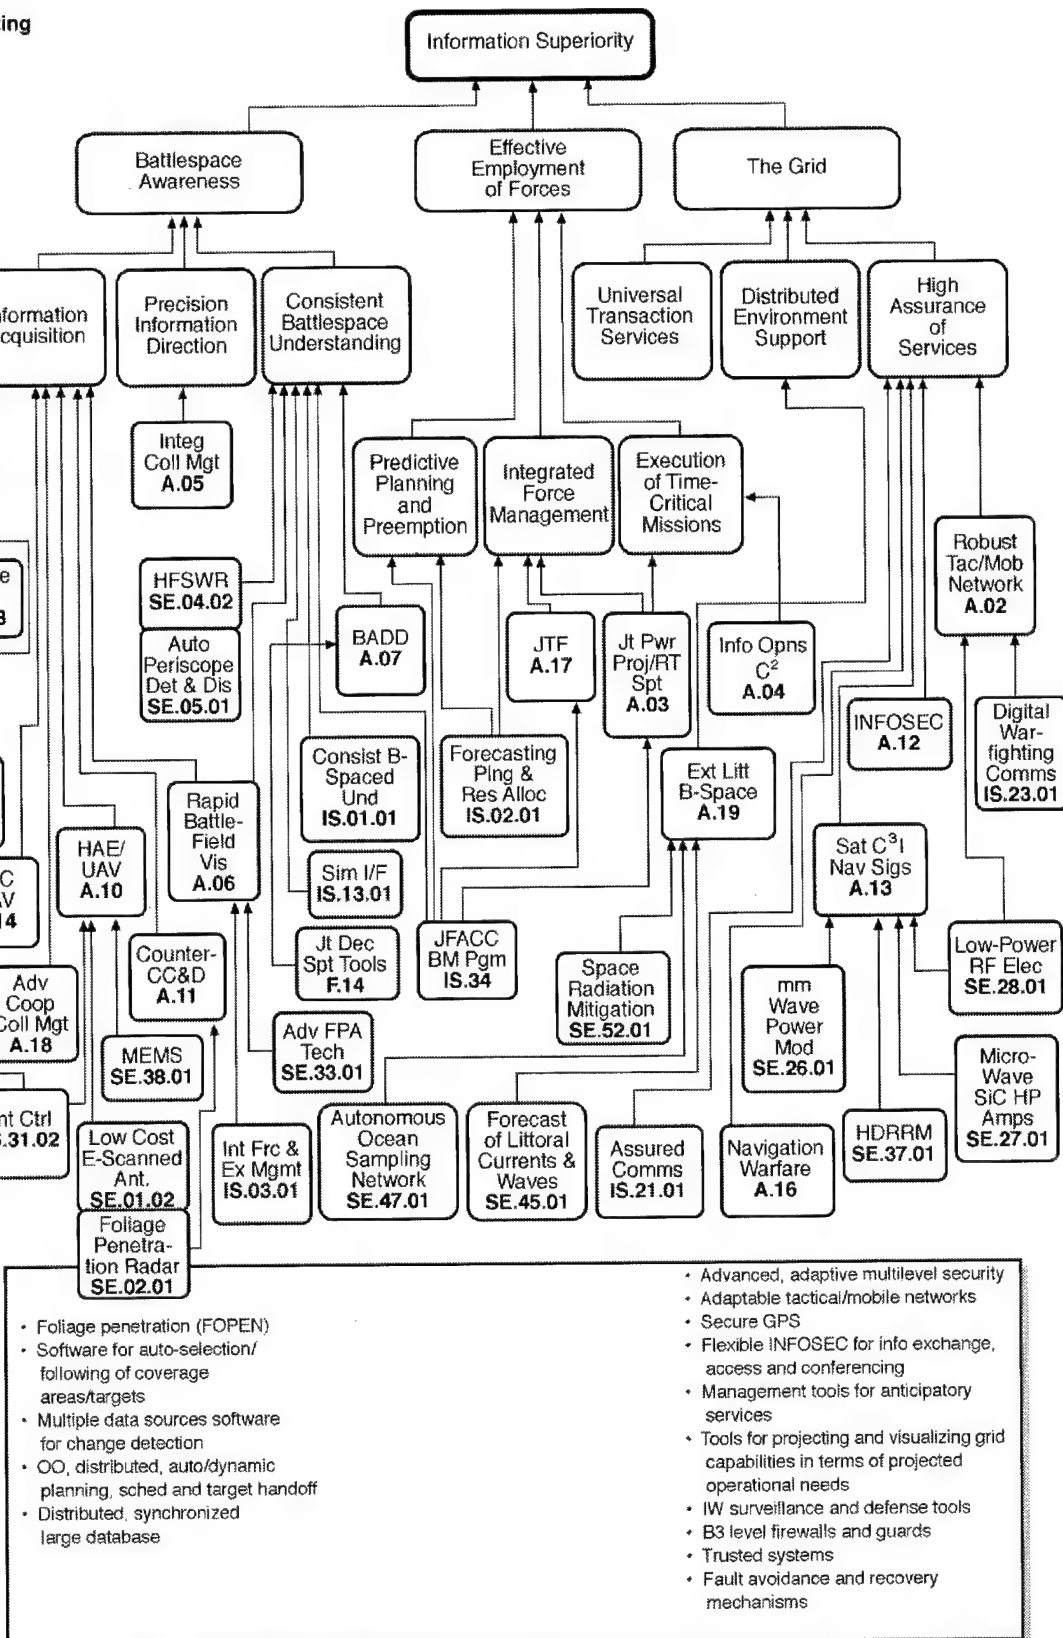 ting
Information Superiority
Battlespace
Awareness
Effective
Employment
of Forces
The Grid
formation
cquisition
Precision
Information
Direction
Consistent
Battlespace
Understanding
Universal
Transaction
Services
Distributed
Environment
Support
High
Assurance
of
Services
Integ
Coll Mgt
A.05
Predictive
Planning
and
Preemption
Integrated
Force
Management
Execution
of Time-
Critical
Missions
Robust
Tac/Mob
Network
A.02
e
HFSWR
SE.04.02
Auto
Periscope
Det & Dis
SE.05.01
BADD
A.07
JTF
A.17
Jt Pwr
Proj/RT
Spt
A.03
Info Opns
C²
A.04
INFOSEC
A.12
Digital
War-
fighting
Comms
IS.23.01
Consist B-
Spaced
Und
IS.01.01
Forecasting
Plng &
Res Alloc
IS.02.01
Ext Litt
B-Space
A.19
Rapid
Battle-
Field
Vis
A.06
HAE/
UAV
A.10
Sat C³I
Nav Sigs
A.13
C
AV
14
Sim I/F
IS.13.01
Jt Dec
Spt Tools
F.14
JFACC
BM Pgm
IS.34
Counter-
CC&D
A.11
Adv
Coop
Coll Mgt
A.18
Space
Radiation
Mitigation
SE.52.01
mm
Wave
Power
Mod
SE.26.01
Low-Power
RF Elec
SE.28.01
MEMS
SE.38.01
Adv FPA
Tech
SE.33.01
Micro-
Wave
SiC HP
Amps
SE.27.01
nt Ctrl
.31.02
Low Cost
E-Scanned
Ant.
SE.01.02
Int Frc &
Ex Mgmt
IS.03.01
Autonomous
Ocean
Sampling
Network
SE.47.01
Forecast
of Littoral
Currents &
Waves
SE.45.01
Assured
Comms
IS.21.01
Navigation
Warfare
A.16
HDRRM
SE.37.01
Foliage
Penetra-
tion Radar
SE.02.01
• Foliage penetration (FOPEN)
• Software for auto-selection/
following of coverage
areas/targets
• Multiple data sources software
for change detection
• OO, distributed, auto/dynamic
planning, sched and target handoff
• Distributed, synchronized
large database
• Advanced, adaptive multilevel security
• Adaptable tactical/mobile networks
• Secure GPS
• Flexible INFOSEC for info exchange,
access and conferencing
• Management tools for anticipatory
services
• Tools for projecting and visualizing grid
capabilities in terms of projected
operational needs
• IW surveillance and defense tools
• B3 level firewalls and guards
• Trusted systems
• Fault avoidance and recovery
mechanisms